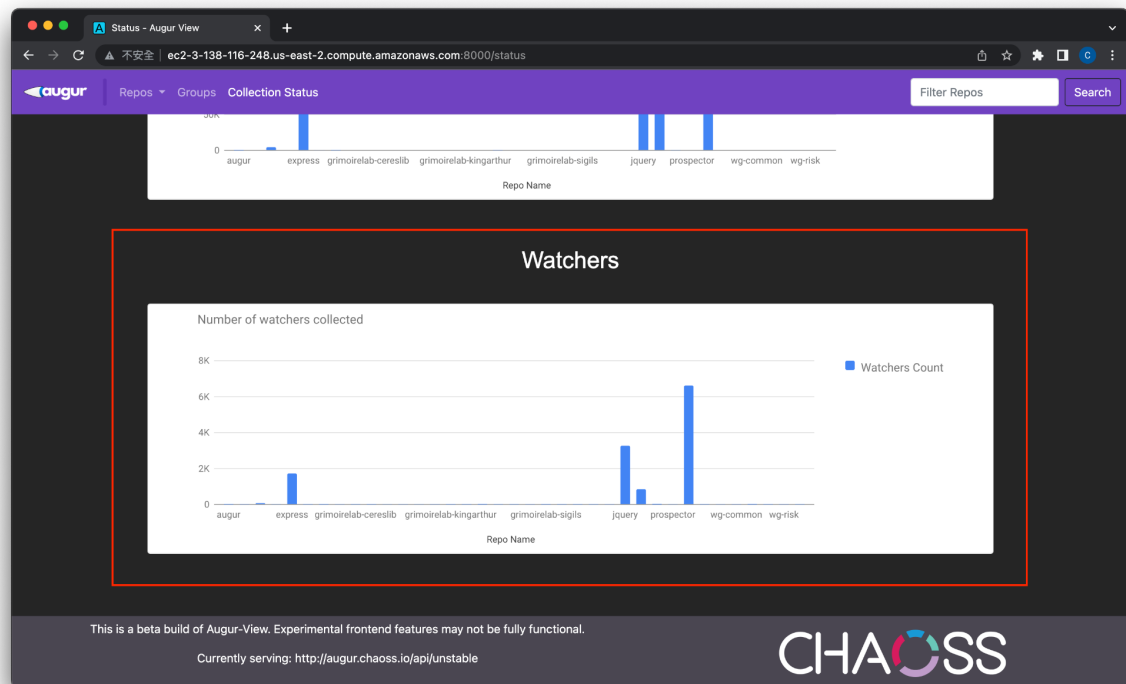 Status - Augur View
不安全 ec2-3-138-116-248.us-east-2.compute.amazonaws.com:8000/status
augur Repos Groups Collection Status Filter Repos Search
0
augur express grimoirelab-cereslib grimoirelab-kingarthur grimoirelab-sigils jquery prospector wg-common wg-risk
Repo Name
Watchers
Number of watchers collected
8K
Watchers Count
6K
4K
2K
0
augur express grimoirelab-cereslib grimoirelab-kingarthur grimoirelab-sigils jquery prospector wg-common wg-risk
Repo Name
This is a beta build of Augur-View. Experimental frontend features may not be fully functional.
Currently serving: http://augur.chaoss.io/api/unstable
CHAOSS